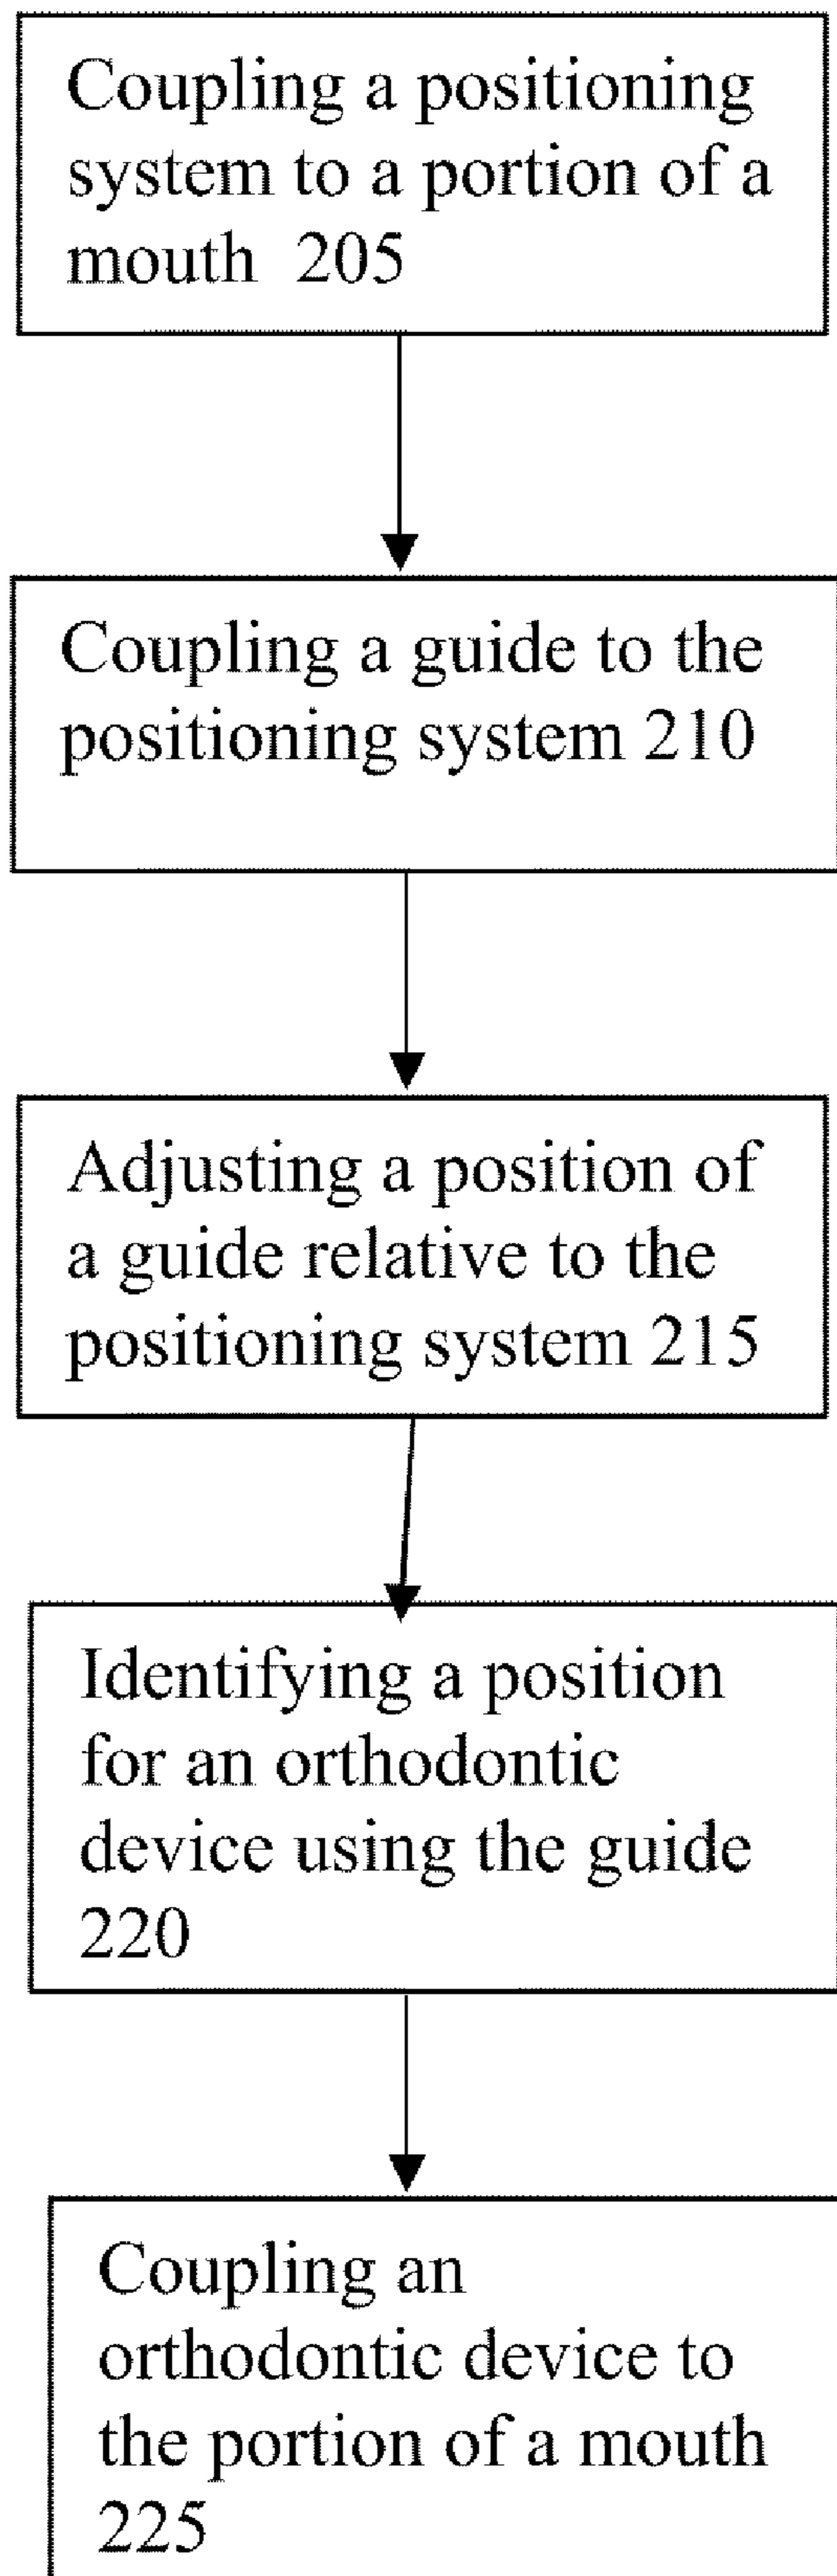 Coupling a positioning
system to a portion of a
mouth  205
Coupling a guide to the
positioning system 210
Adjusting a position of
a guide relative to the
positioning system 215
Identifying a position
for an orthodontic
device using the guide
220
Coupling an
orthodontic device to
the portion of a mouth
225